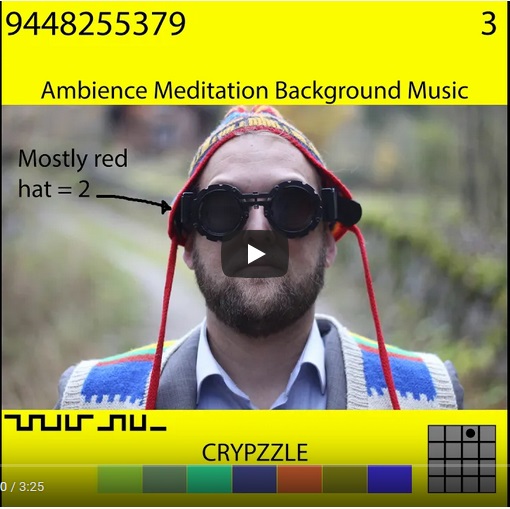 9448255379
3
Ambience Meditation Background Music
Mostly red
hat = 2
CRYPZZLE
0 / 3:25